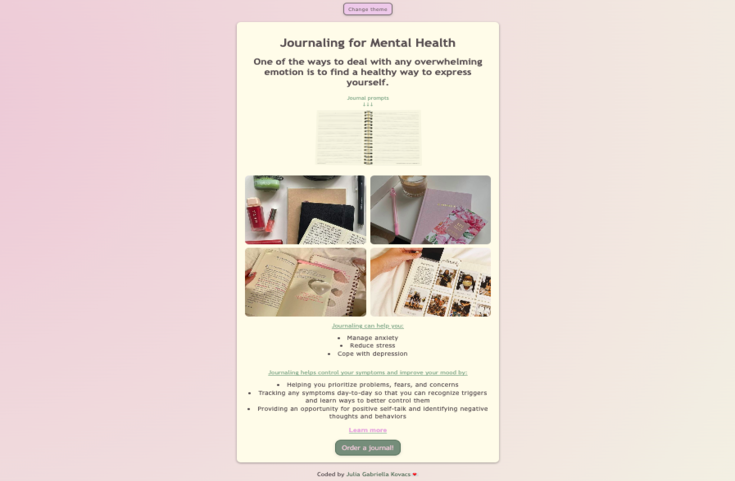 Change theme
Journaling for Mental Health
One of the ways to deal with any overwhelming
emotion is to find a healthy way to express
yourself.
Journal prompts
↓↓↓
Journaling can help you:
• Manage anxiety
• Reduce stress
• Cope with depression
Journaling helps control your symptoms and improve your mood by:
• Helping you prioritize problems, fears, and concerns
• Tracking any symptoms day-to-day so that you can recognize triggers
and learn ways to better control them
• Providing an opportunity for positive self-talk and identifying negative
thoughts and behaviors
Learn more
Order a journal!
Coded by Julia Gabriella Kovacs ❤